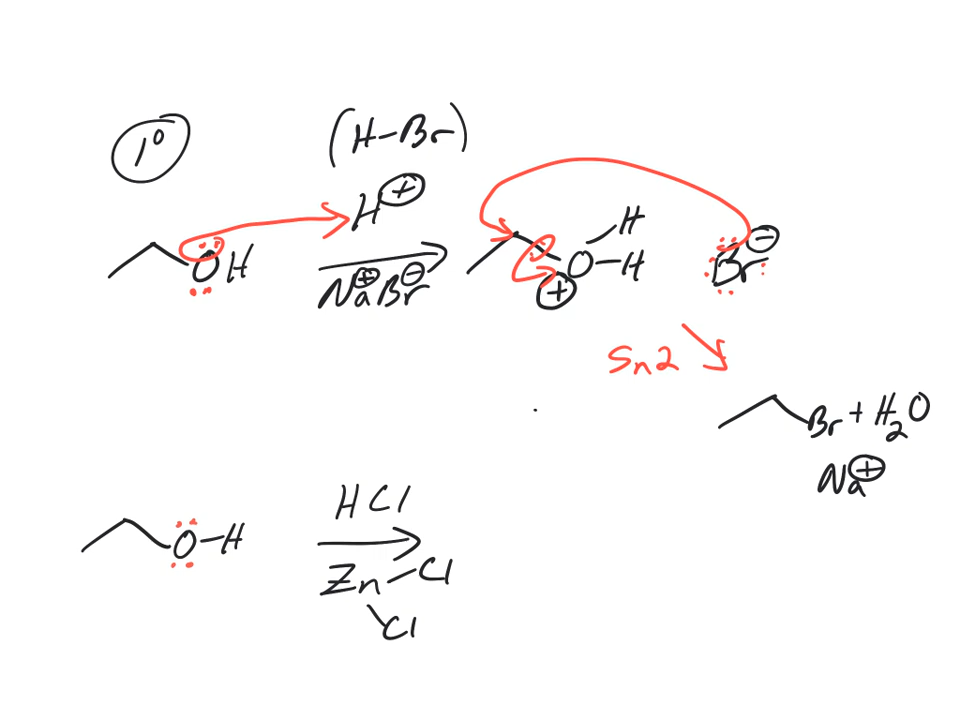 1°
(H-Br)
H⊕
OH
Na⊕ Br⊖
O
H
-H
⊕
Br⊖
Sn2
Br + H₂O
Na⊕
O-H
HCl
Zn-Cl
Cl